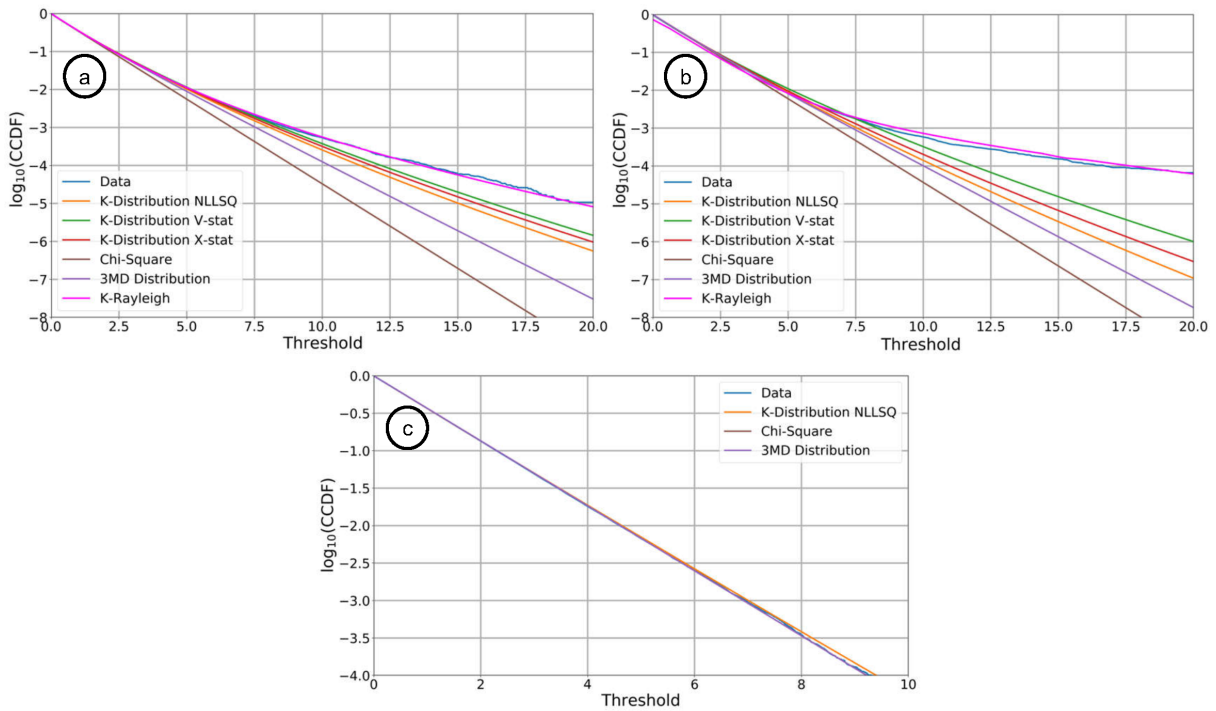 0
−1
−2
−3
−4
−5
−6
−7
−8
log10(CCDF)
a
Data
K-Distribution NLLSQ
K-Distribution V-stat
K-Distribution X-stat
Chi-Square
3MD Distribution
K-Rayleigh
0.0 2.5 5.0 7.5 10.0 12.5 15.0 17.5 20.0
Threshold
0
−1
−2
−3
−4
−5
−6
−7
−8
log10(CCDF)
b
Data
K-Distribution NLLSQ
K-Distribution V-stat
K-Distribution X-stat
Chi-Square
3MD Distribution
K-Rayleigh
0.0 2.5 5.0 7.5 10.0 12.5 15.0 17.5 20.0
Threshold
0.0
−0.5
−1.0
−1.5
−2.0
−2.5
−3.0
−3.5
−4.0
log10(CCDF)
c
Data
K-Distribution NLLSQ
Chi-Square
3MD Distribution
0 2 4 6 8 10
Threshold